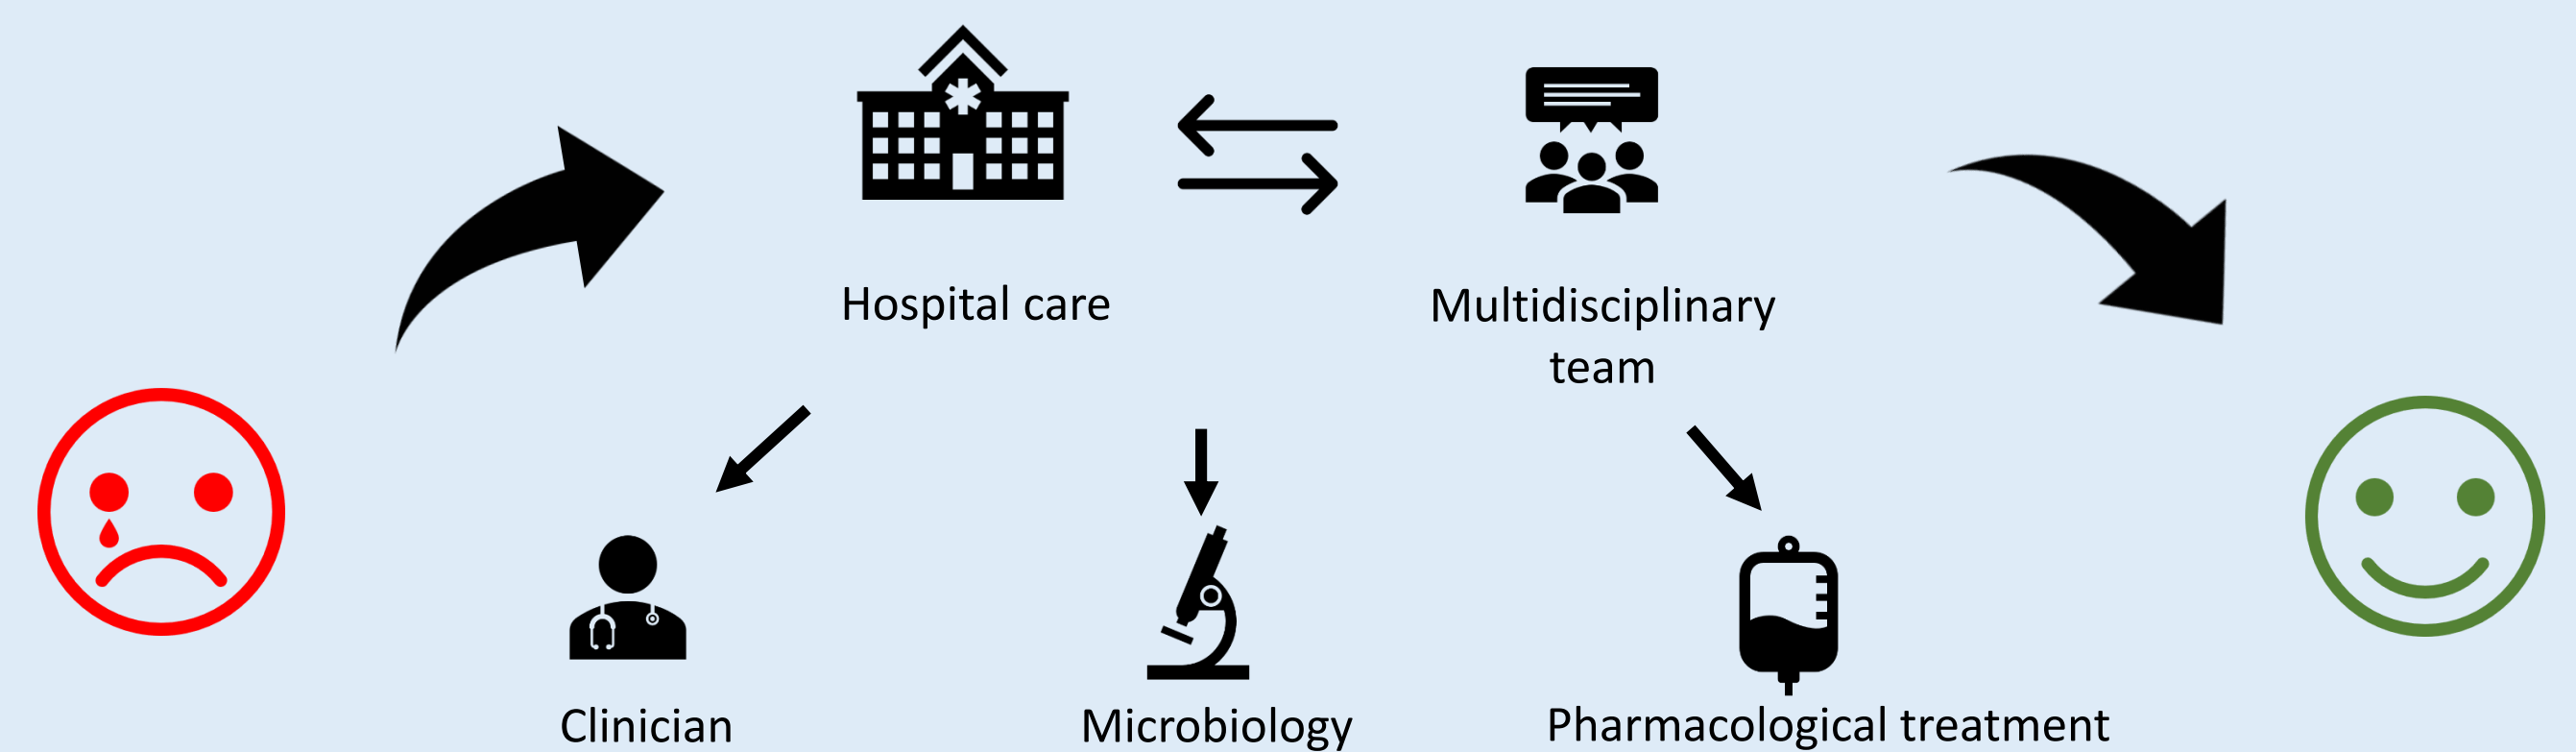 Hospital care
Multidisciplinary
team
Clinician
Microbiology
Pharmacological treatment